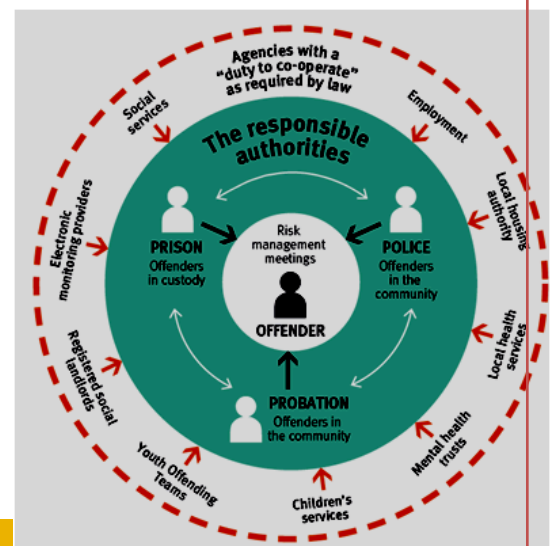 Agencies with a
“duty to co-operate”
as required by law
Social
services
Employment
The responsible
authorities
Electronic
monitoring providers
Local housing
authority
PRISON
Offenders
in custody
Risk
management
meetings
OFFENDER
POLICE
Offenders
in the
community
Registered social
landlords
Local health
services
PROBATION
Offenders in
the community
Youth Offending
Teams
Children's
services
Mental health
trusts